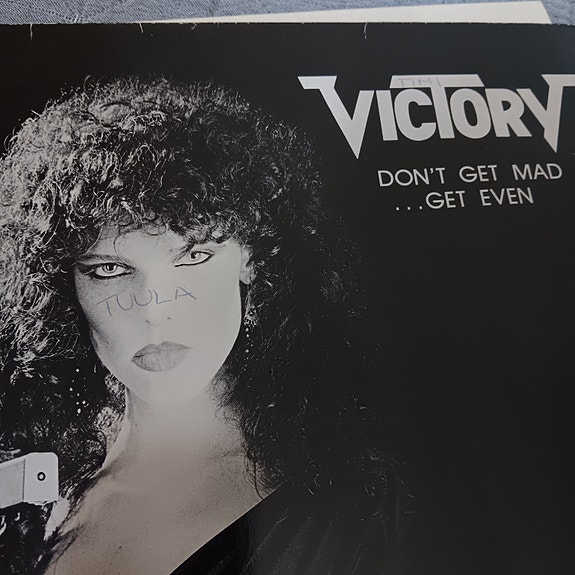 VICTORY
DON'T GET MAD
...GET EVEN
TUULA